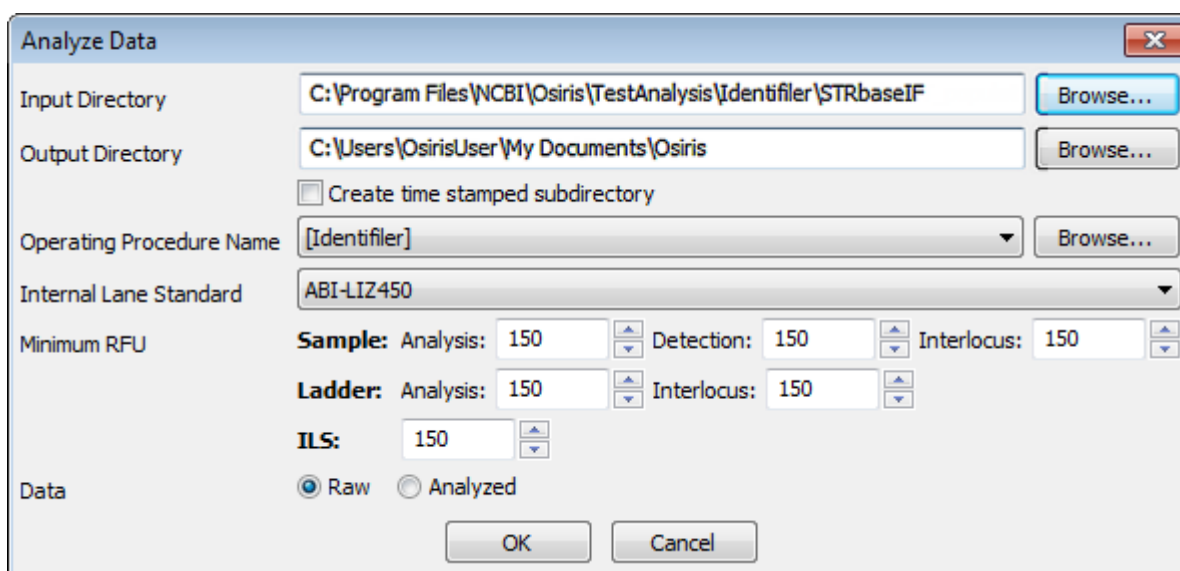 Analyze Data
Input Directory C:\Program Files\NCBI\Osiris\TestAnalysis\Identifiler\STRbaseIF Browse...
Output Directory C:\Users\OsirisUser\My Documents\Osiris Browse...
Create time stamped subdirectory
Operating Procedure Name [Identifiler] Browse...
Internal Lane Standard ABI-LIZ450
Minimum RFU Sample: Analysis: 150 Detection: 150 Interlocus: 150
Ladder: Analysis: 150 Interlocus: 150
ILS: 150
Data Raw Analyzed
OK Cancel